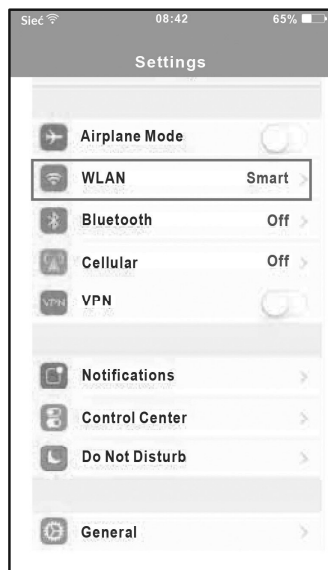 Sieć 08:42 65%
Settings
Airplane Mode
WLAN Smart
Bluetooth Off
Cellular Off
VPN VPN
Notifications
Control Center
Do Not Disturb
General